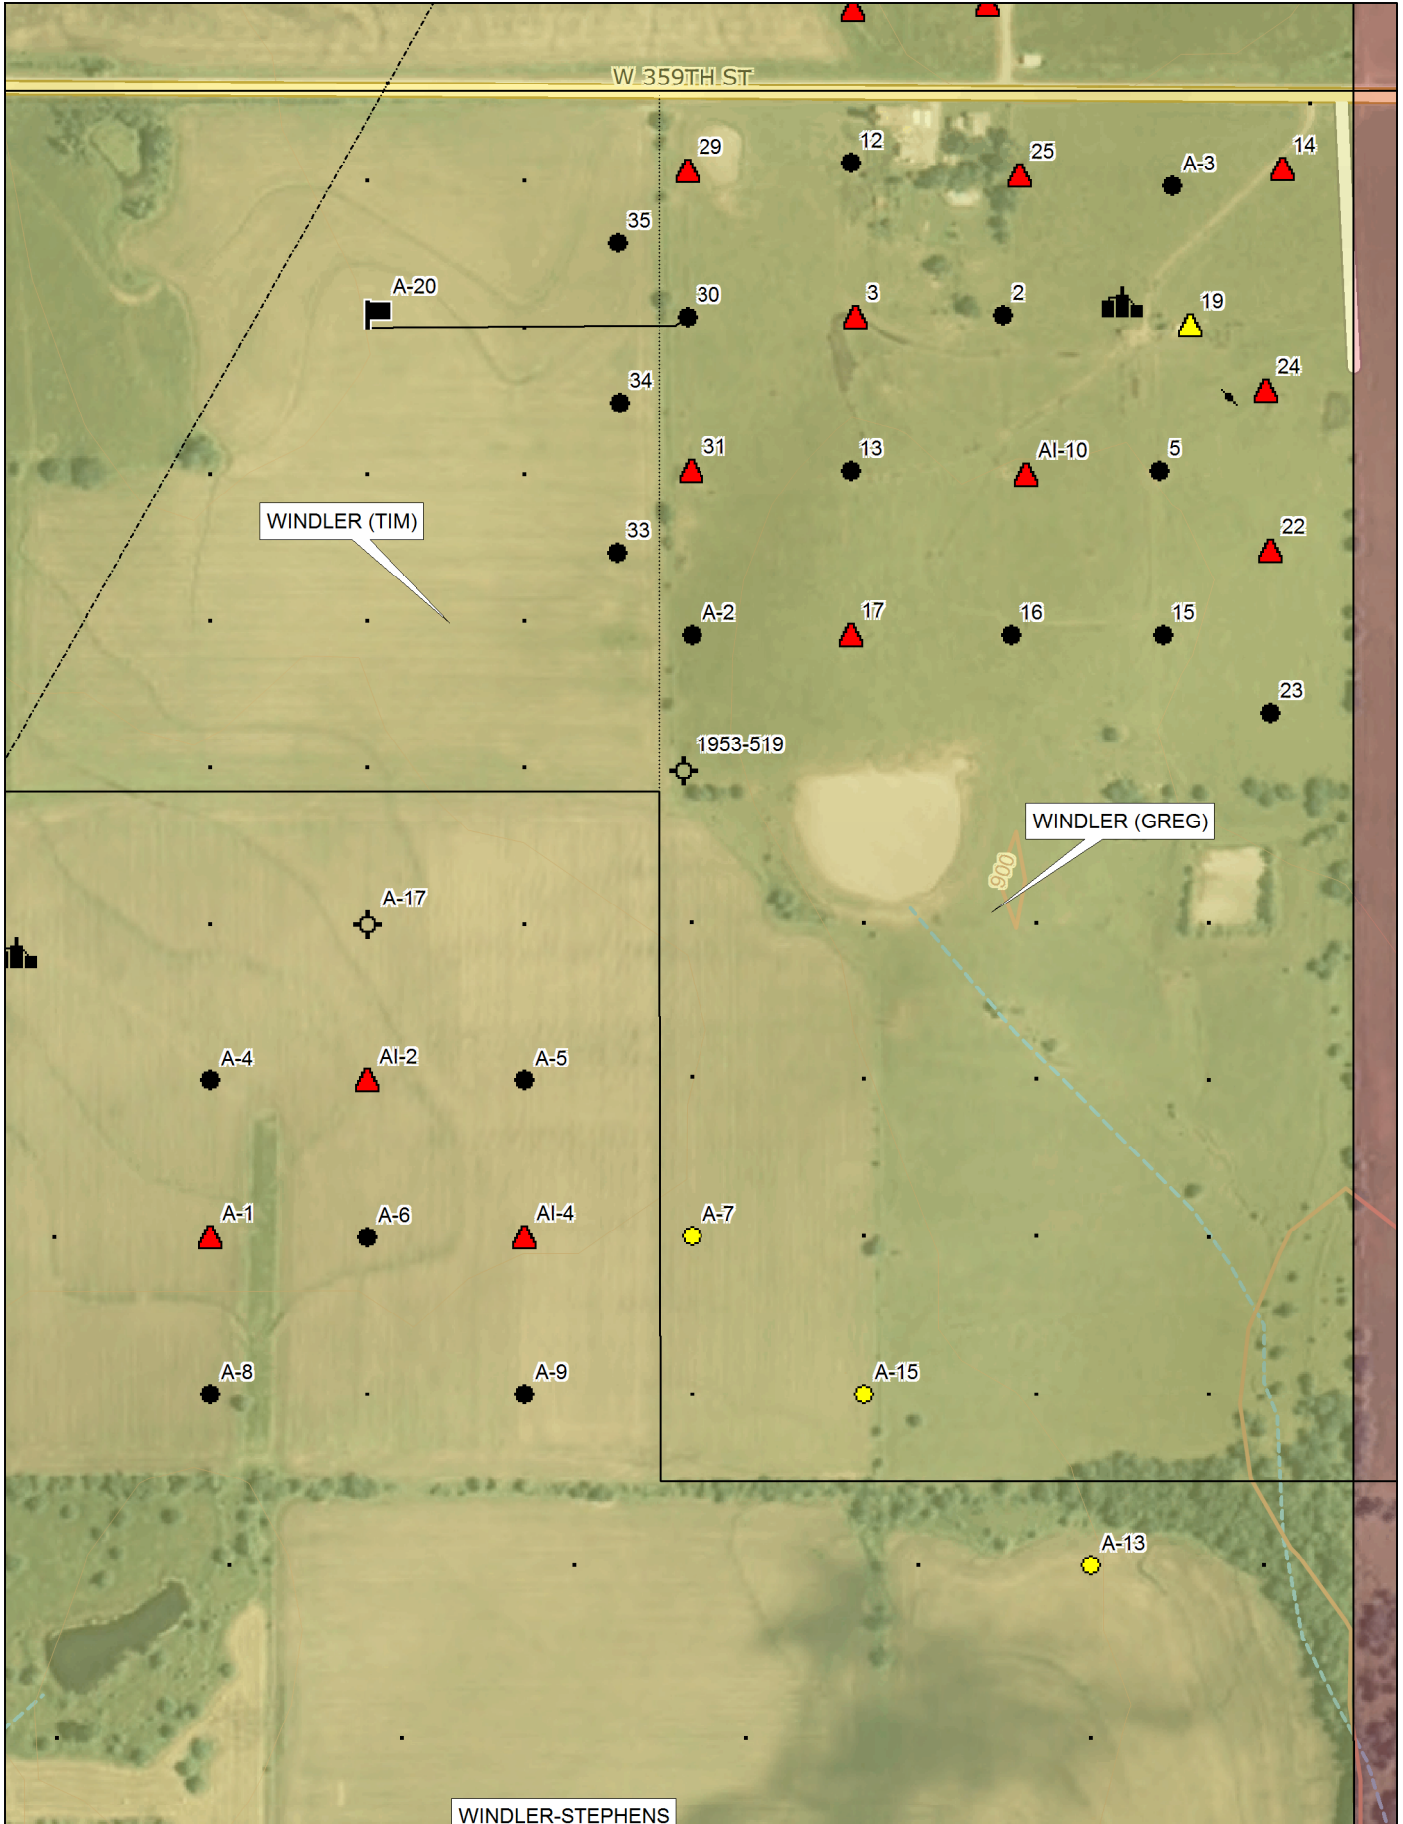 W 359TH ST
29
12
25
A-3
14
35
A-20
30
3
2
19
34
24
31
13
AI-10
5
WINDLER (TIM)
33
22
A-2
17
16
15
23
1953-519
WINDLER (GREG)
900
A-17
A-4
AI-2
A-5
A-1
A-6
AI-4
A-7
A-8
A-9
A-15
A-13
WINDLER-STEPHENS